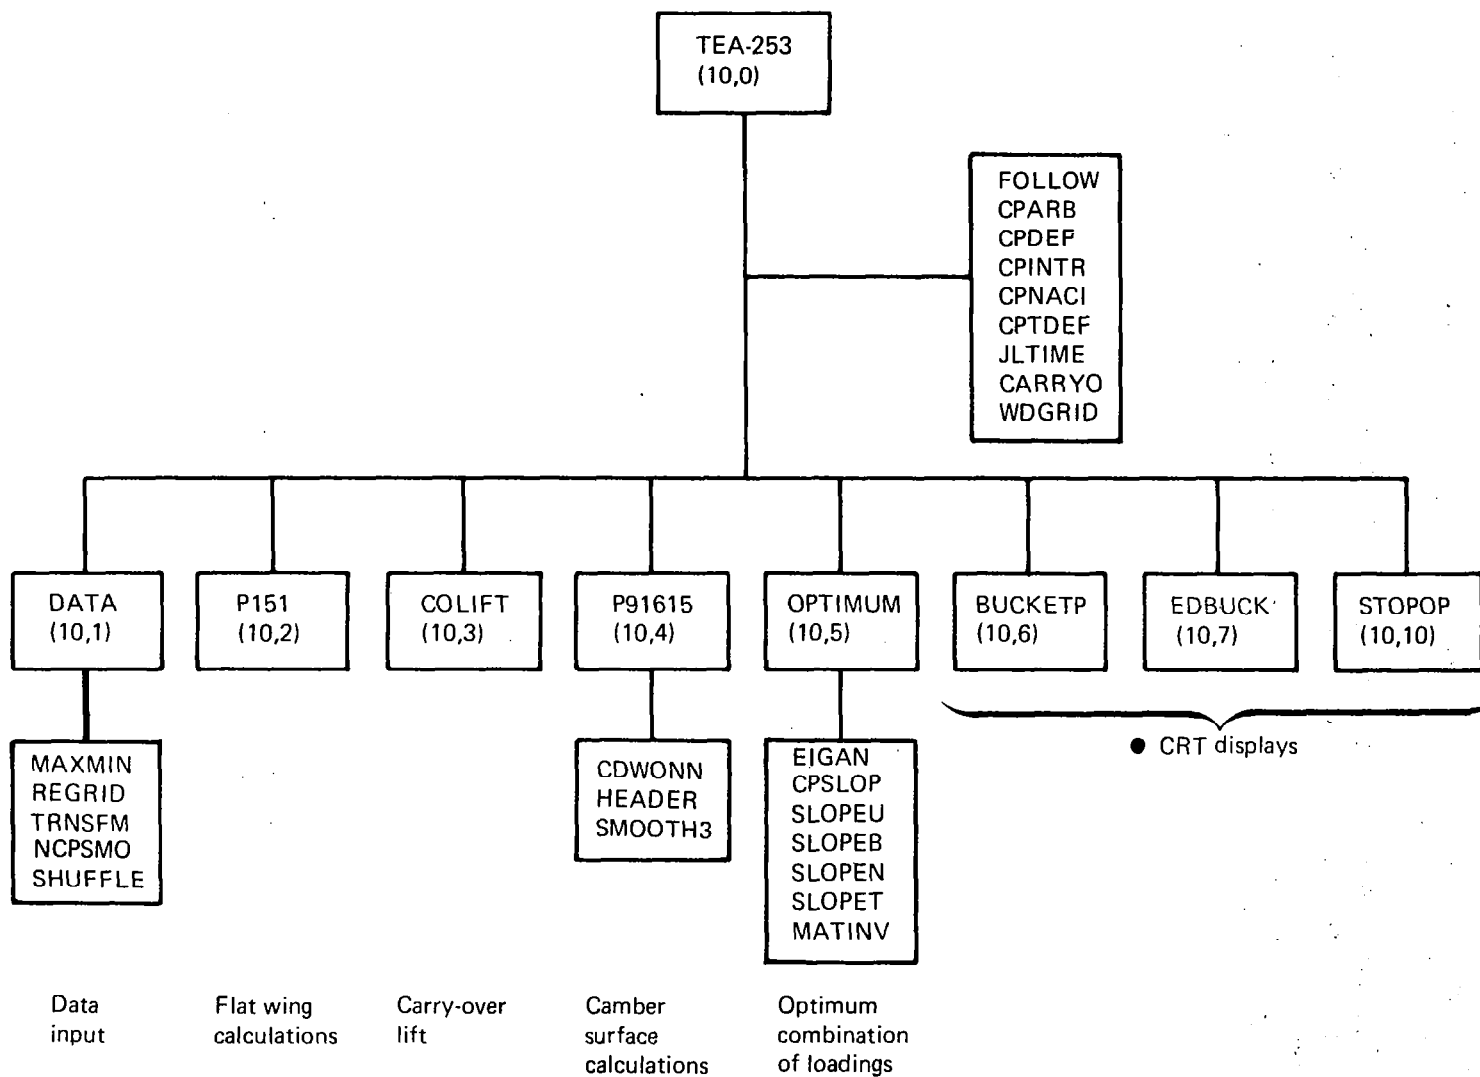 TEA-253
(10,0)
FOLLOW
CPARB
CPDEF
CPINTR
CPNACI
CPTDEF
JLTIME
CARRYO
WDGRID
DATA
(10,1)
P151
(10,2)
COLIFT
(10,3)
P91615
(10,4)
OPTIMUM
(10,5)
BUCKETP
(10,6)
EDBUCK
(10,7)
STOPOP
(10,10)
● CRT displays
MAXMIN
REGRID
TRNSFM
NCPSMO
SHUFFLE
CDWONN
HEADER
SMOOTH3
EIGAN
CPSLOP
SLOPEU
SLOPEB
SLOPEN
SLOPET
MATINV
Data
input
Flat wing
calculations
Carry-over
lift
Camber
surface
calculations
Optimum
combination
of loadings